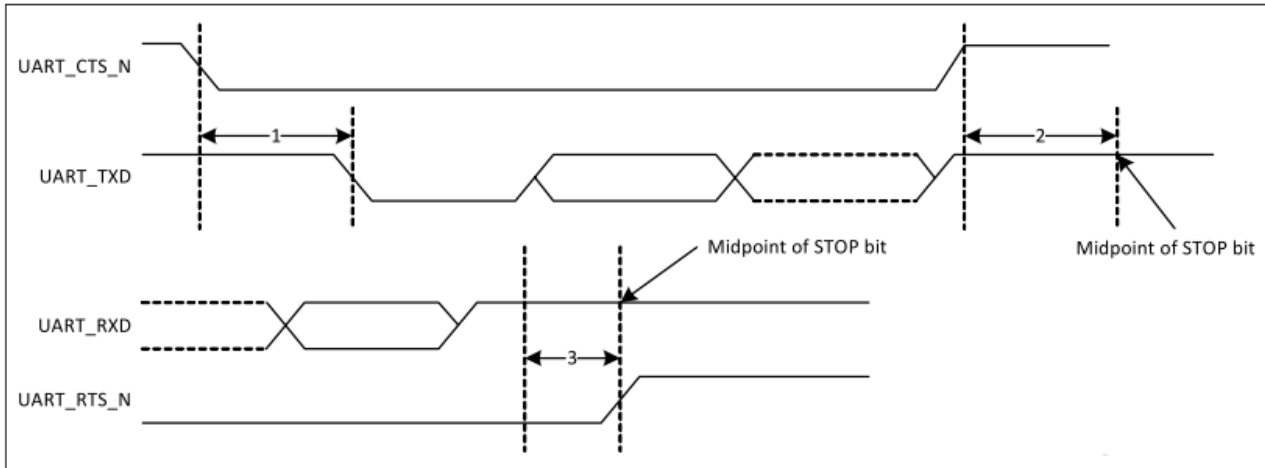 UART_CTS_N
1
2
UART_TXD
Midpoint of STOP bit
Midpoint of STOP bit
UART_RXD
3
UART_RTS_N